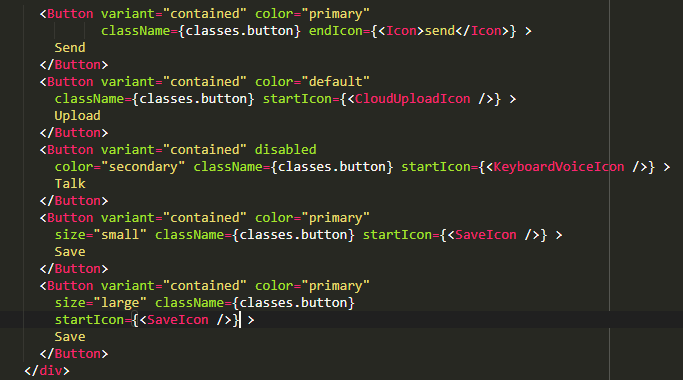 <Button variant="contained" color="primary"
className={classes.button} endIcon={<Icon>send</Icon>} >
Send
</Button>
<Button variant="contained" color="default"
className={classes.button} startIcon={<CloudUploadIcon />} >
Upload
</Button>
<Button variant="contained" disabled
color="secondary" className={classes.button} startIcon={<KeyboardVoiceIcon />} >
Talk
</Button>
<Button variant="contained" color="primary"
size="small" className={classes.button} startIcon={<SaveIcon />} >
Save
</Button>
<Button variant="contained" color="primary"
size="large" className={classes.button}
startIcon={<SaveIcon />} >
Save
</Button>
</div>